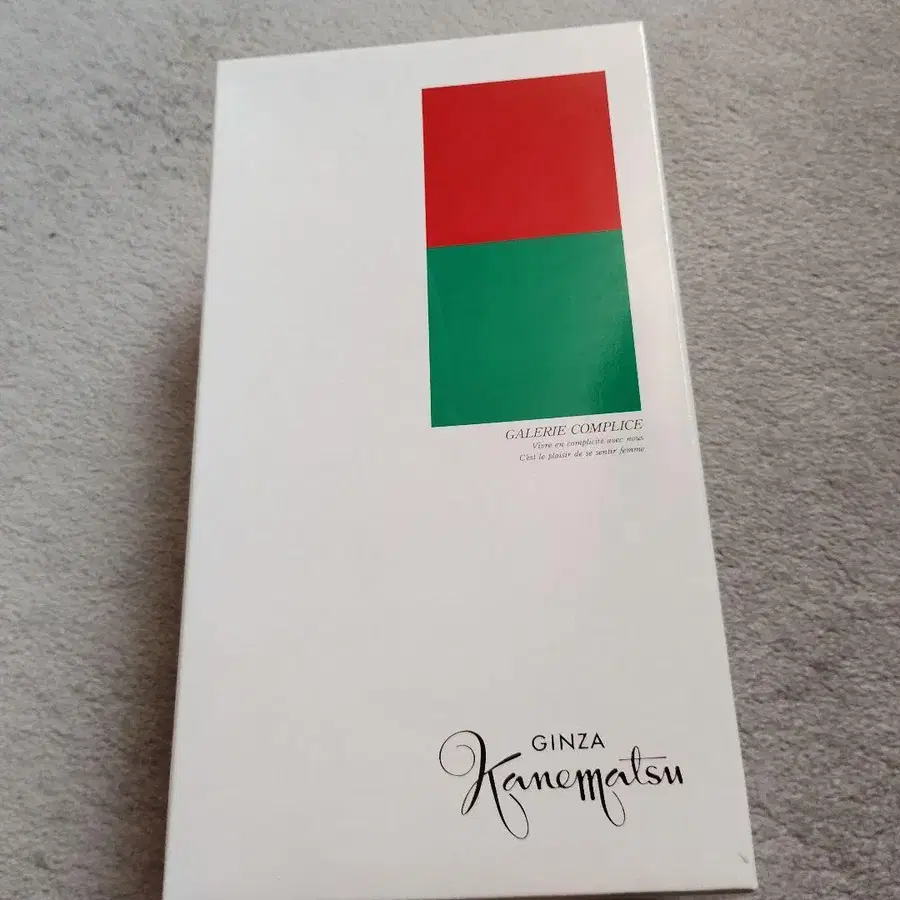 GALERIE COMPLICE
Vivre en complicité avec nous
C'est le plaisir de se sentir femme
GINZA
Kanematsu